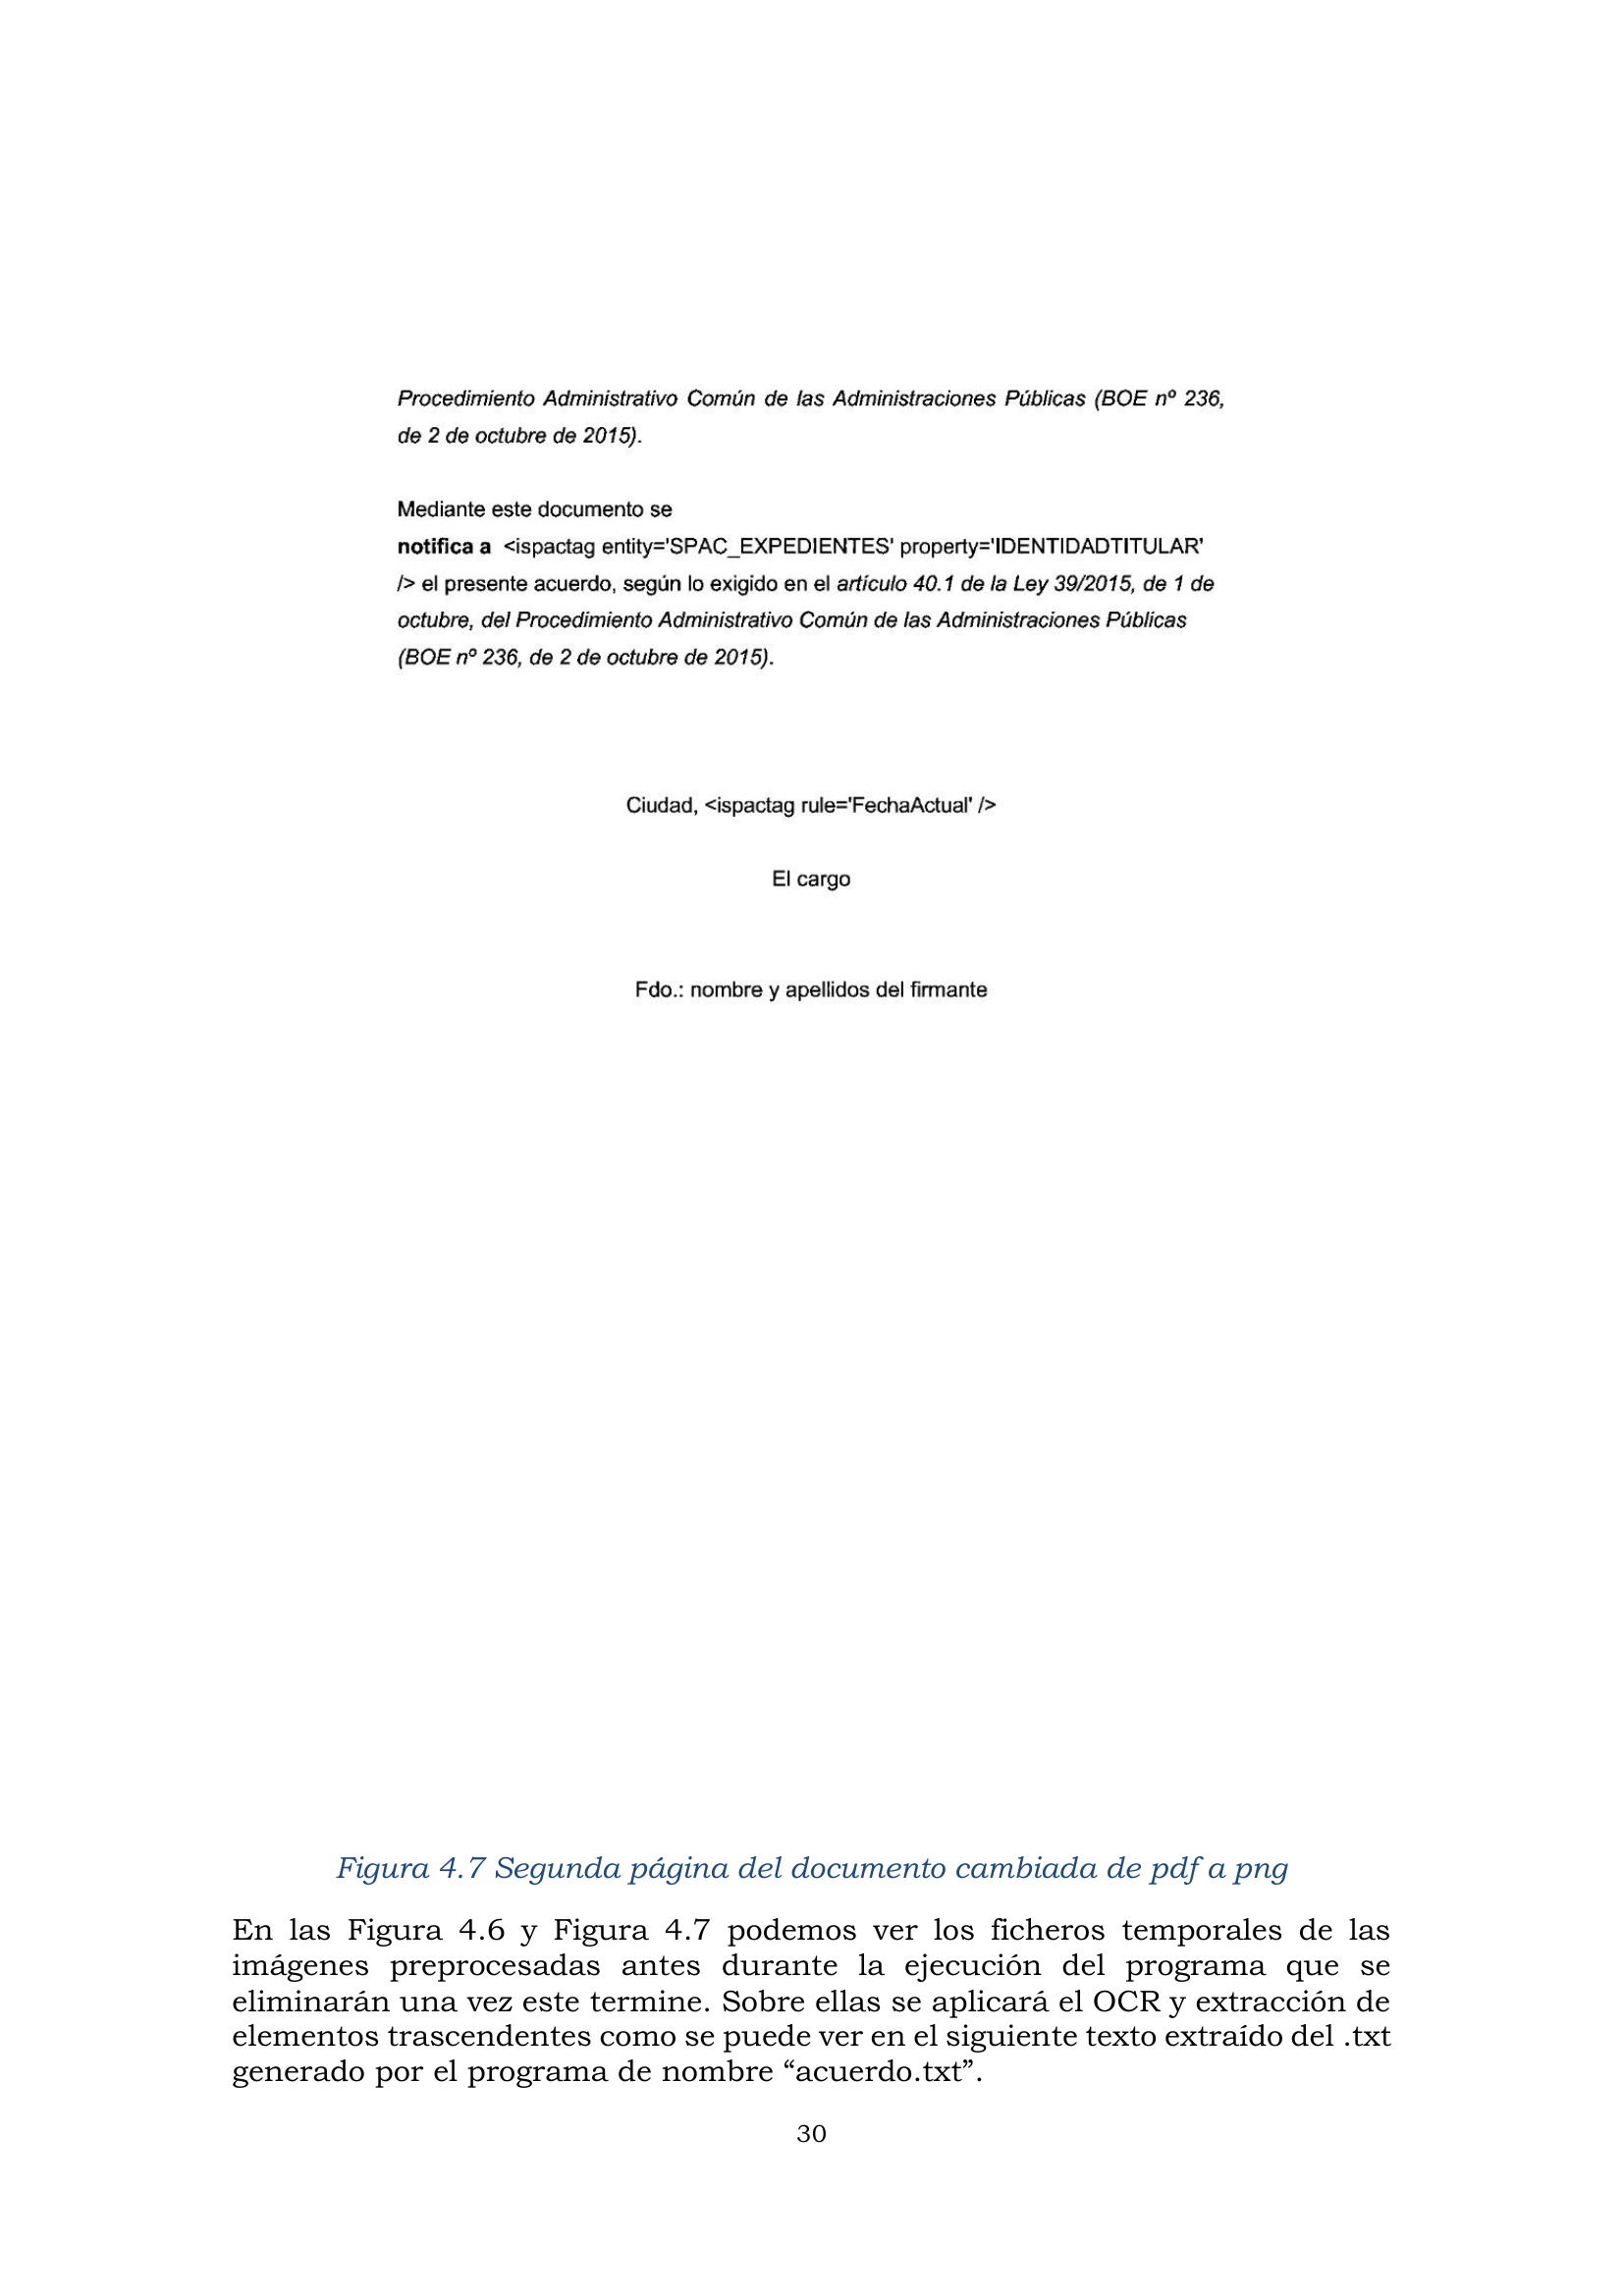 Procedimiento Administrativo Común de las Administraciones Públicas (BOE nº 236,
de 2 de octubre de 2015).
Mediante este documento se
notifica a <ispactag entity='SPAC_EXPEDIENTES' property='IDENTIDADTITULAR'
/> el presente acuerdo, según lo exigido en el artículo 40.1 de la Ley 39/2015, de 1 de
octubre, del Procedimiento Administrativo Común de las Administraciones Públicas
(BOE nº 236, de 2 de octubre de 2015).
Ciudad, <ispactag rule='FechaActual' />
El cargo
Fdo.: nombre y apellidos del firmante
Figura 4.7 Segunda página del documento cambiada de pdf a png
En las Figura 4.6 y Figura 4.7 podemos ver los ficheros temporales de las
imágenes preprocesadas antes durante la ejecución del programa que se
eliminarán una vez este termine. Sobre ellas se aplicará el OCR y extracción de
elementos trascendentes como se puede ver en el siguiente texto extraído del .txt
generado por el programa de nombre “acuerdo.txt”.
30